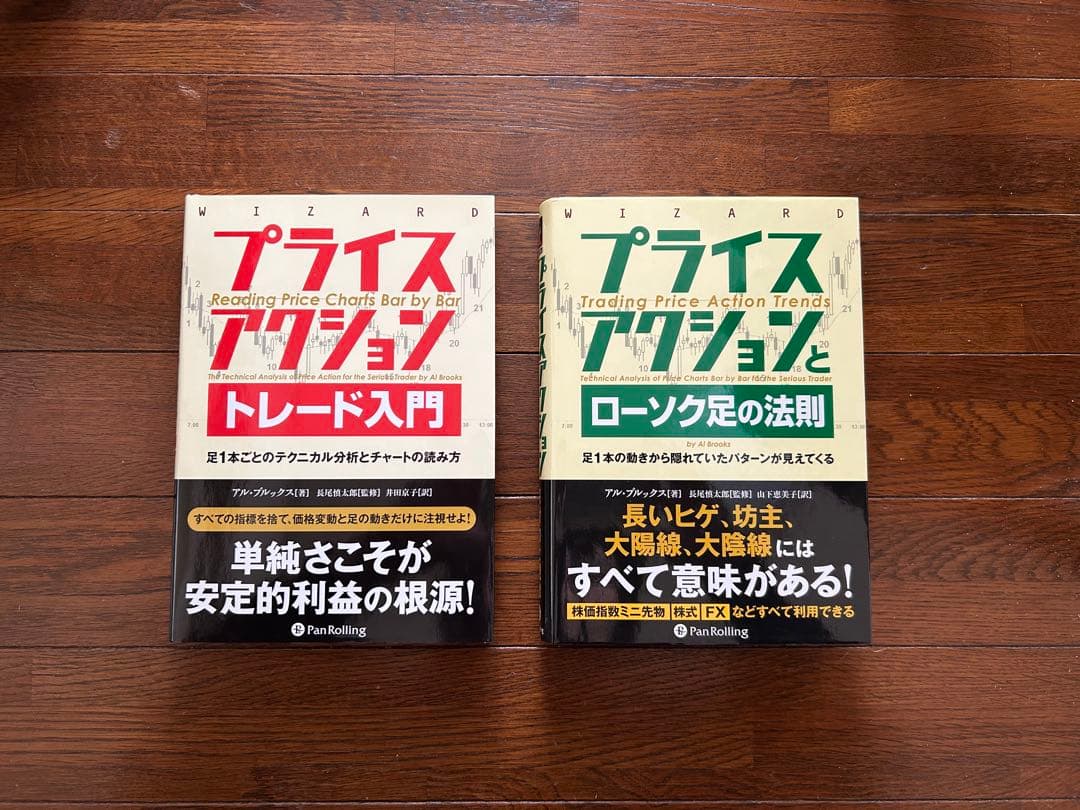 WIZARD
プライス
Reading Price Charts Bar by Bar
アクション
The Technical Analysis of Price Action for the Serious Trader by Al Brooks
トレード入門
足1本ごとのテクニカル分析とチャートの読み方
アル・ブルックス[著] 長尾慎太郎[監修] 井田京子[訳]
すべての指標を捨て、価格変動と足の動きだけに注視せよ!
単純さこそが
安定的利益の根源!
PanRolling
WIZARD
プライス
Trading Price Action Trends
アクションと
Technical Analysis of Price Charts Bar by Bar for the Serious Trader
ローソク足の法則
by Al Brooks
足1本の動きから隠れていたパターンが見えてくる
アル・ブルックス[著] 長尾慎太郎[監修] 山下恵美子[訳]
長いヒゲ、坊主、
大陽線、大陰線には
すべて意味がある!
株価指数ミニ先物 株式 FX などすべて利用できる
PanRolling
プライスアクション